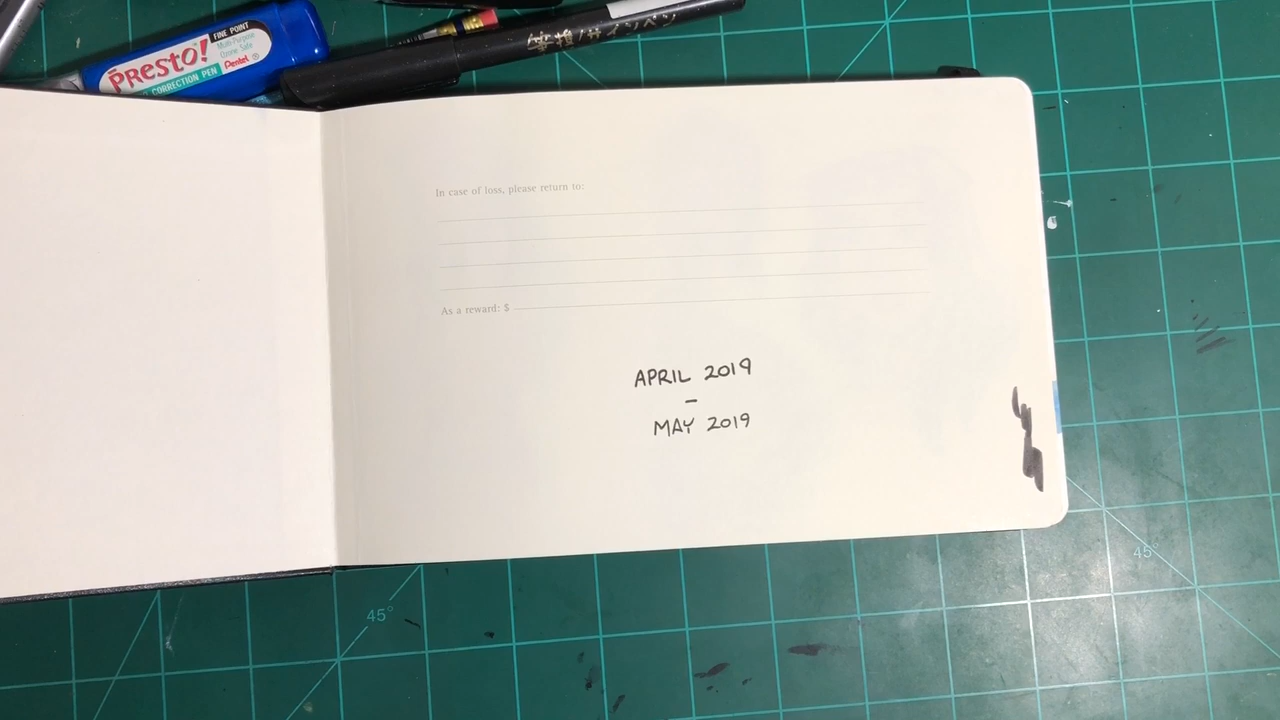 PRESTO!
FINE POINT
Multi-Purpose
Ozone Safe
Pentel ®
CORRECTION PEN
In case of loss, please return to:
As a reward: $
APRIL 2019
–
MAY 2019
45°
45°